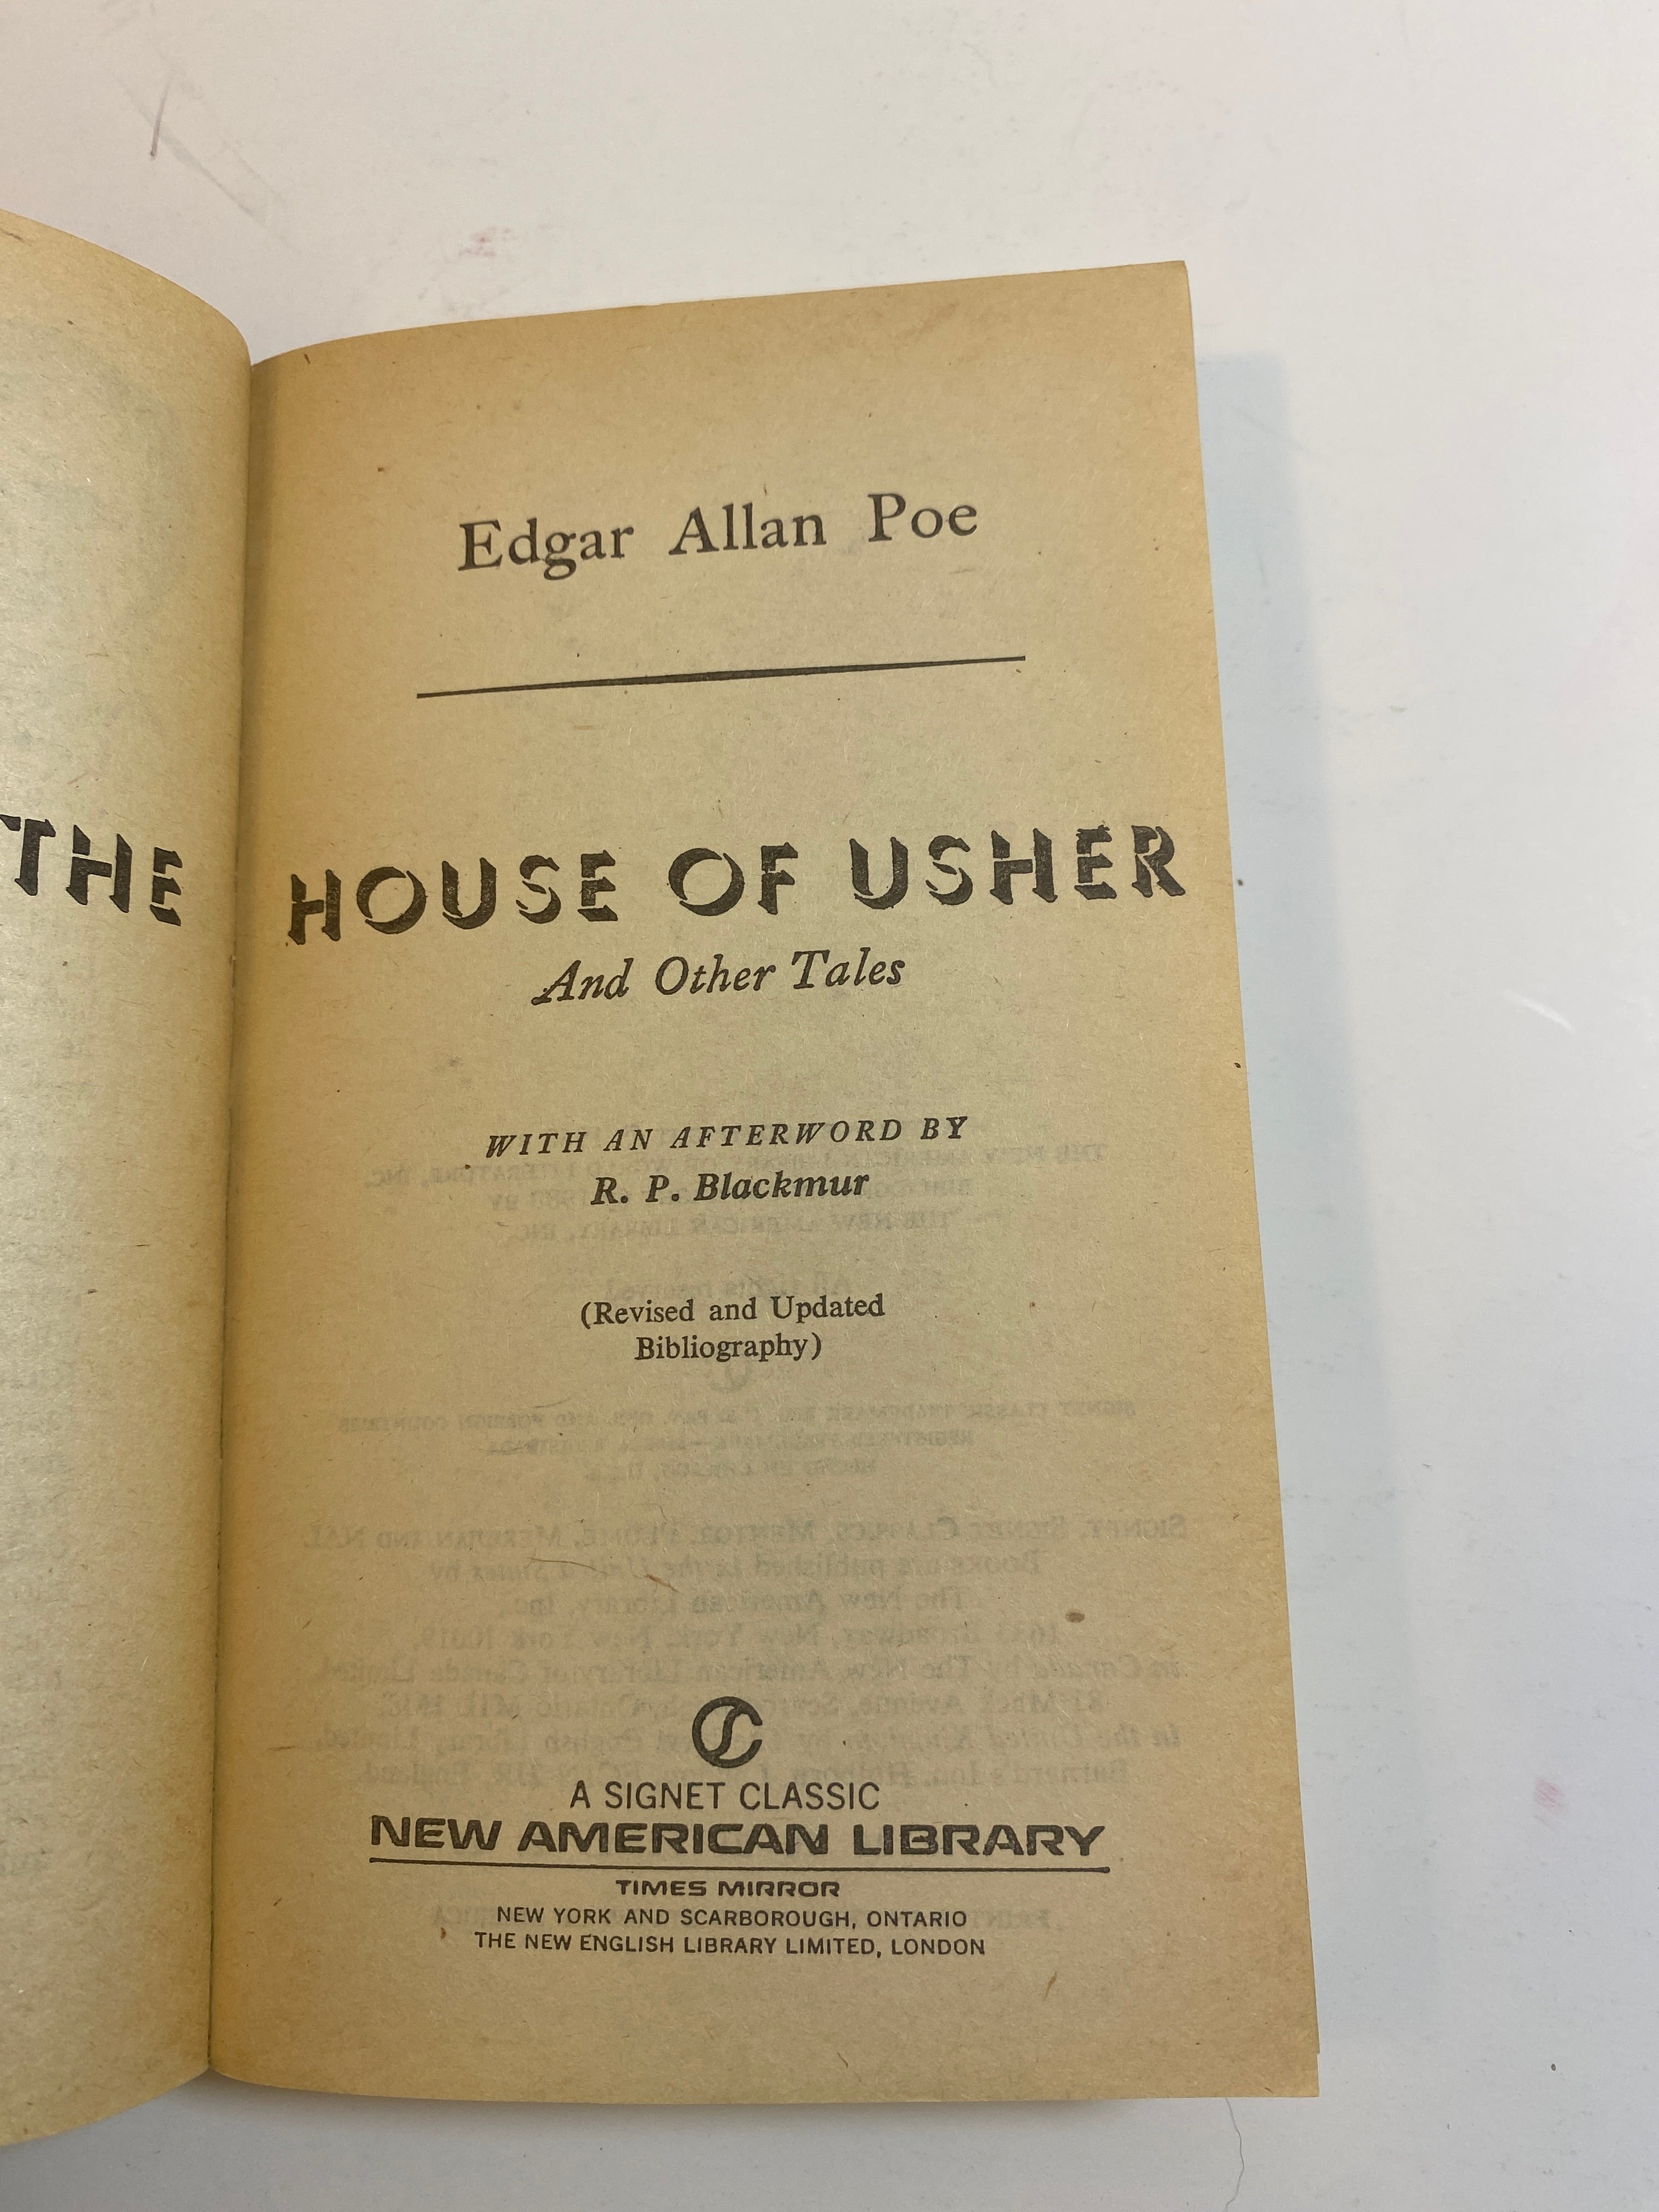 Edgar Allan Poe
THE HOUSE OF USHER
And Other Tales
WITH AN AFTERWORD BY
R. P. Blackmur
(Revised and Updated
Bibliography)
A SIGNET CLASSIC
NEW AMERICAN LIBRARY
TIMES MIRROR
NEW YORK AND SCARBOROUGH, ONTARIO
THE NEW ENGLISH LIBRARY LIMITED, LONDON